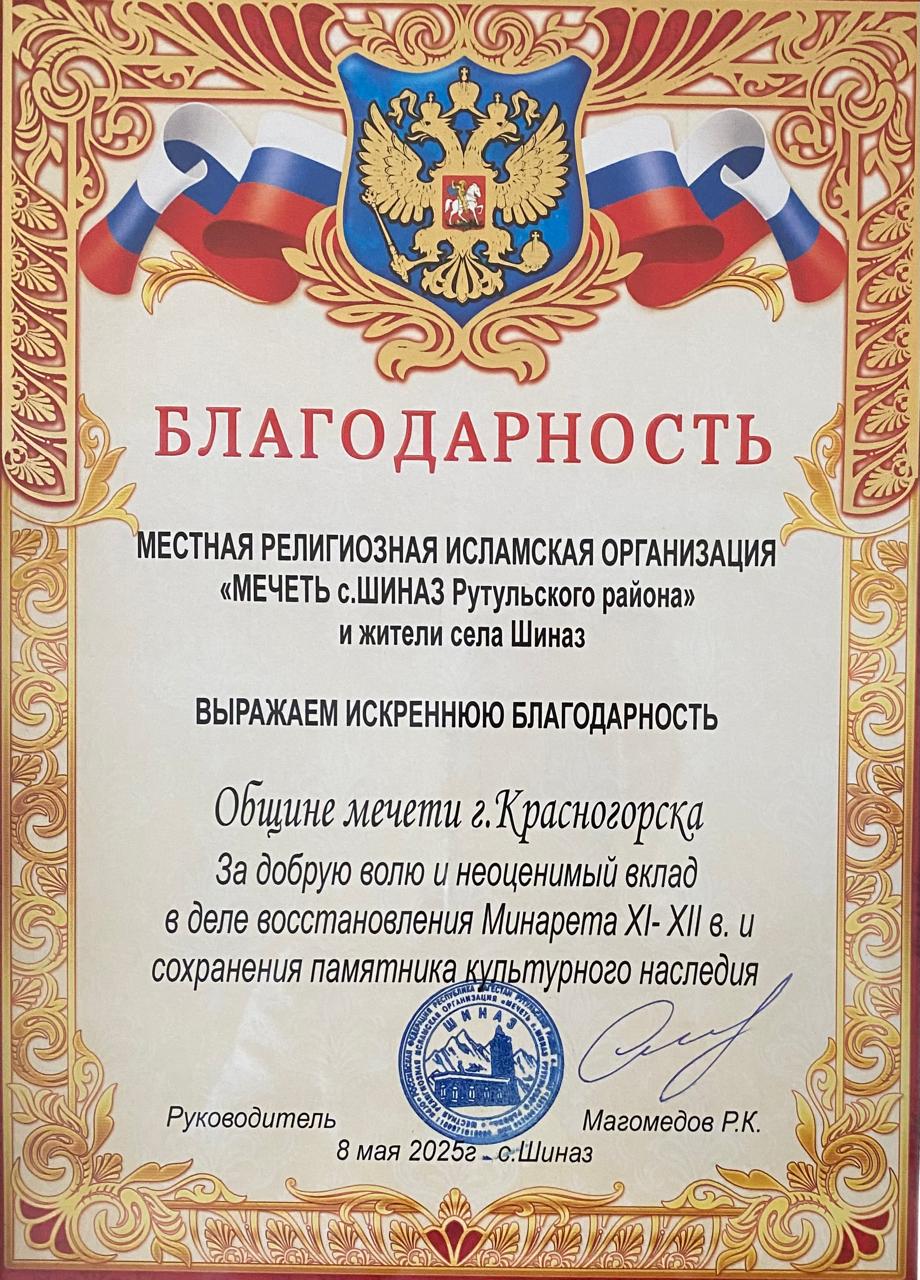 БЛАГОДАРНОСТЬ
МЕСТНАЯ РЕЛИГИОЗНАЯ ИСЛАМСКАЯ ОРГАНИЗАЦИЯ
«МЕЧЕТЬ с.ШИНАЗ Рутульского района»
и жители села Шиназ
ВЫРАЖАЕМ ИСКРЕННЮЮ БЛАГОДАРНОСТЬ
Общине мечети г.Красногорска
За добрую волю и неоценимый вклад
в деле восстановления Минарета XI- XII в. и
сохранения памятника культурного наследия
ШИНАЗ
Руководитель
Магомедов Р.К.
8 мая 2025г с.Шиназ